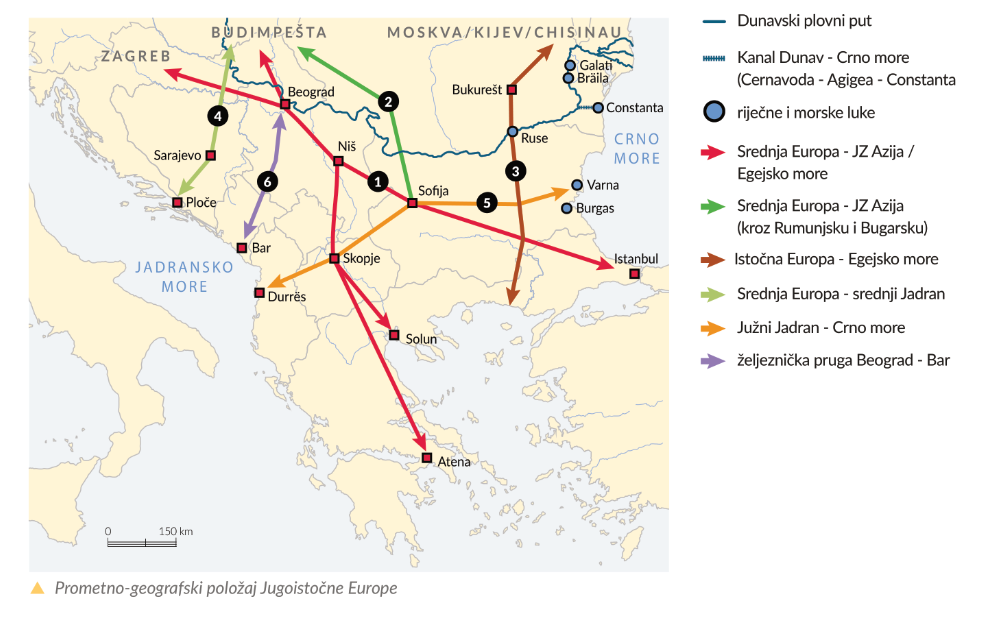 BUDIMPEŠTA
MOSKVA/KIJEV/CHISINAU
ZAGREB
Galati
Brăila
Beograd
Bukurešt
2
Constanta
4
Ruse
CRNO
MORE
Niš
Sarajevo
3
6
1
Sofija
Varna
Ploče
5
Burgas
Bar
Skopje
Istanbul
JADRANSKO
MORE
Durrës
Solun
Atena
0 150 km
Dunavski plovni put
Kanal Dunav - Crno more
(Cernavoda - Agigea - Constanta
riječne i morske luke
Srednja Europa - JZ Azija /
Egejsko more
Srednja Europa - JZ Azija
(kroz Rumunjsku i Bugarsku)
Istočna Europa - Egejsko more
Srednja Europa - srednji Jadran
Južni Jadran - Crno more
željeznička pruga Beograd - Bar
Prometno-geografski položaj Jugoistočne Europe